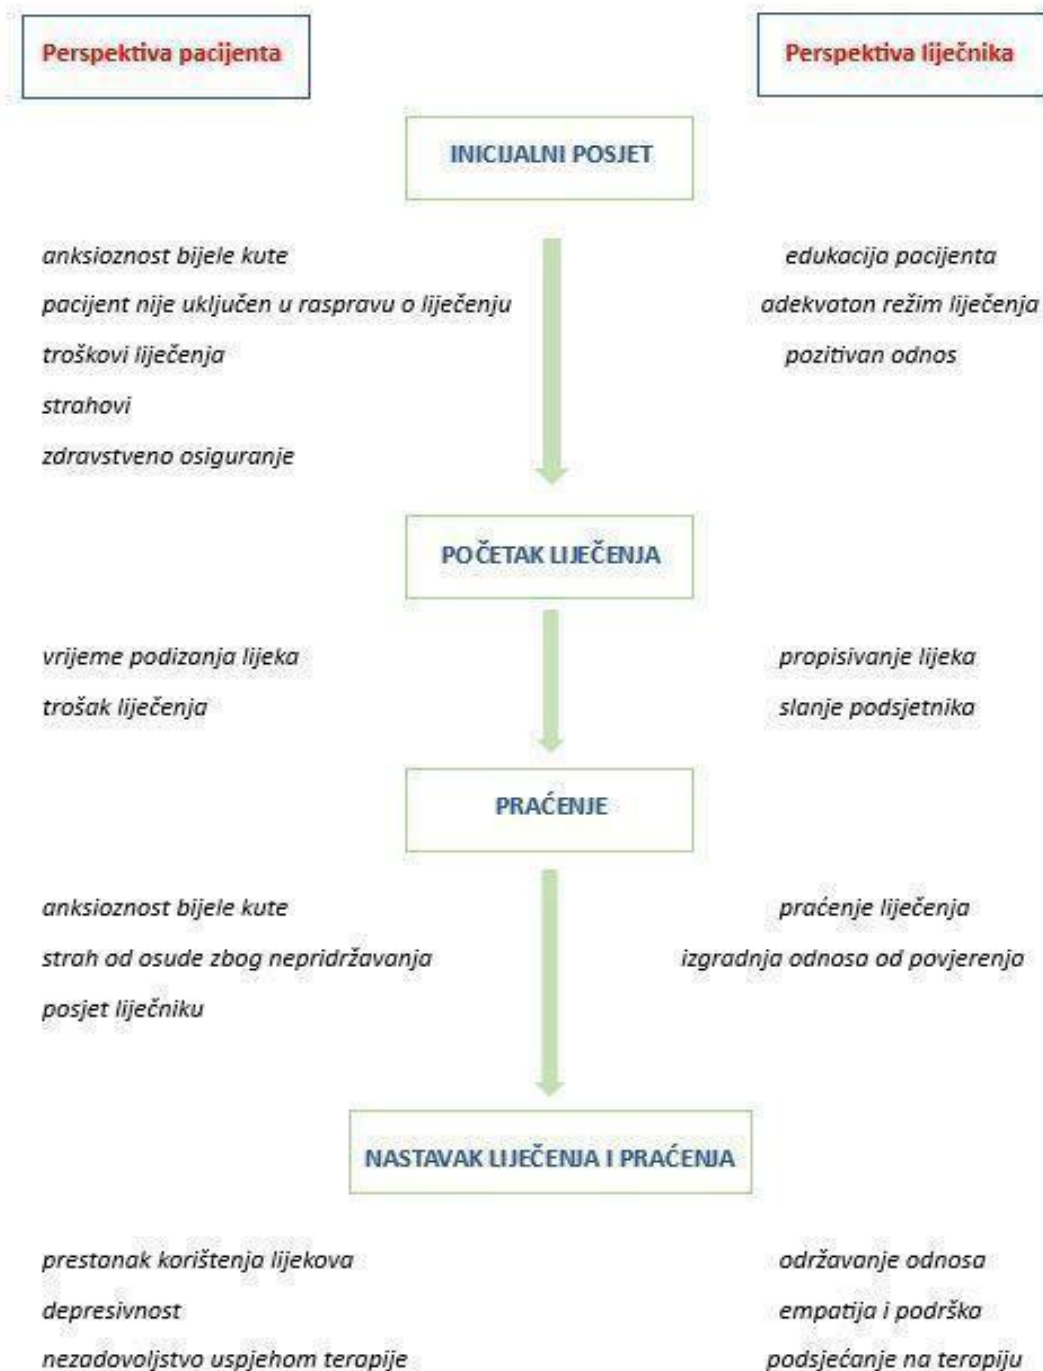 Perspektiva pacijenta
Perspektiva liječnika
INICIJALNI POSJET
anksioznost bijele kute
edukacija pacijenta
pacijent nije uključen u raspravu o liječenju
adekvatan režim liječenja
troškovi liječenja
pozitivan odnos
strahovi
zdravstveno osiguranje
POČETAK LIJEČENJA
vrijeme podizanja lijeka
propisivanje lijeka
trošak liječenja
slanje podsjetnika
PRAĆENJE
anksioznost bijele kute
praćenje liječenja
strah od osude zbog nepridržavanja
izgradnja odnosa od povjerenja
posjet liječniku
NASTAVAK LIJEČENJA I PRAĆENJA
prestanak korištenja lijekova
održavanje odnosa
depresivnost
empatija i podrška
nezadovoljstvo uspjehom terapije
podsjećanje na terapiju